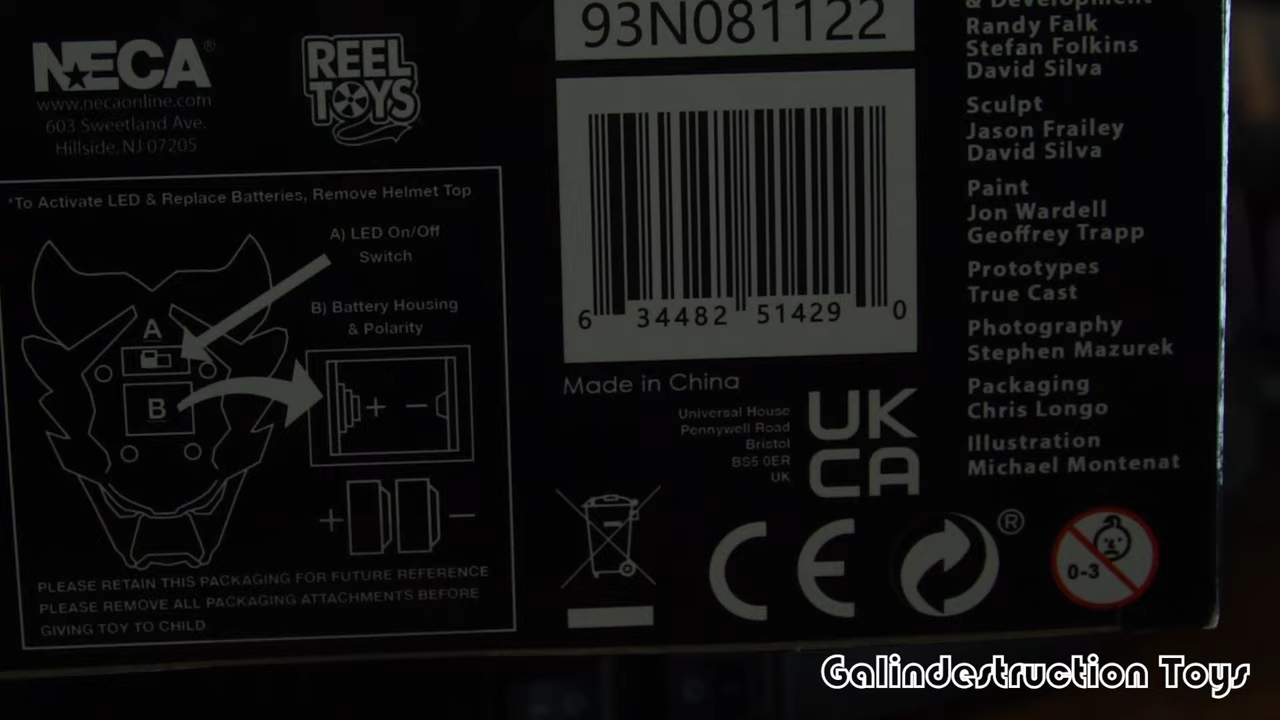 NECA®
www.necaonline.com
603 Sweetland Ave.
Hillside, NJ 07205
REEL
TOYS
*To Activate LED & Replace Batteries, Remove Helmet Top
A) LED On/Off
Switch
B) Battery Housing
& Polarity
A
B
+ −
+ −
PLEASE RETAIN THIS PACKAGING FOR FUTURE REFERENCE
PLEASE REMOVE ALL PACKAGING ATTACHMENTS BEFORE
GIVING TOY TO CHILD
93N081122
6 34482 51429 0
Made in China
Universal House
Pennywell Road
Bristol
BS5 0ER
UK
UK
CA
CE
®
0-3
& Development
Randy Falk
Stefan Folkins
David Silva
Sculpt
Jason Frailey
David Silva
Paint
Jon Wardell
Geoffrey Trapp
Prototypes
True Cast
Photography
Stephen Mazurek
Packaging
Chris Longo
Illustration
Michael Montenat
Galindestruction Toys